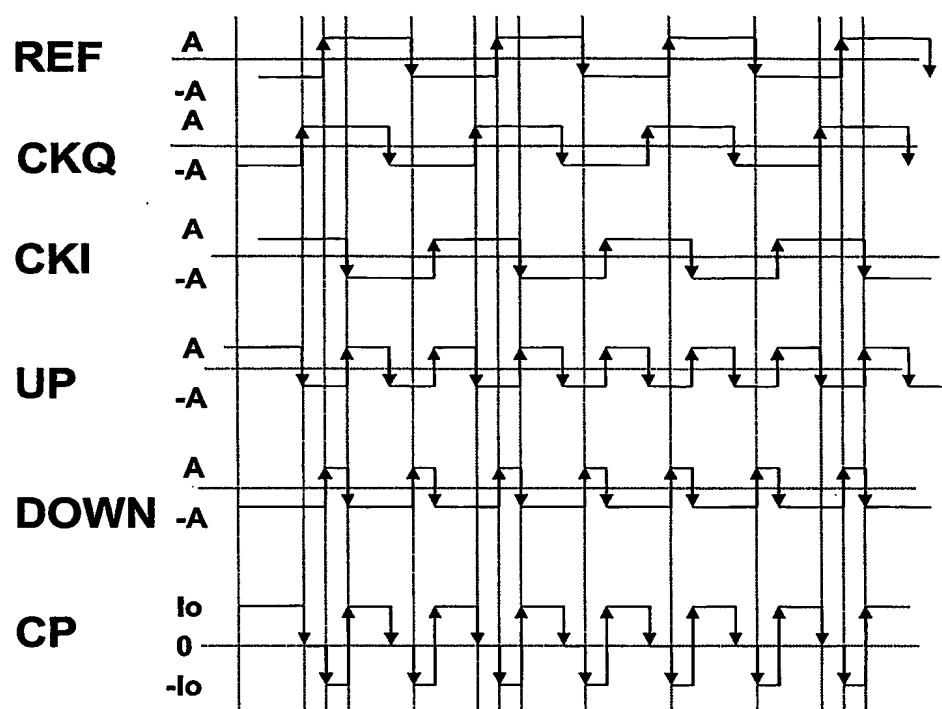 REF A
-A
CKQ A
-A
CKI A
-A
UP A
-A
DOWN A
-A
CP Io
0
-Io